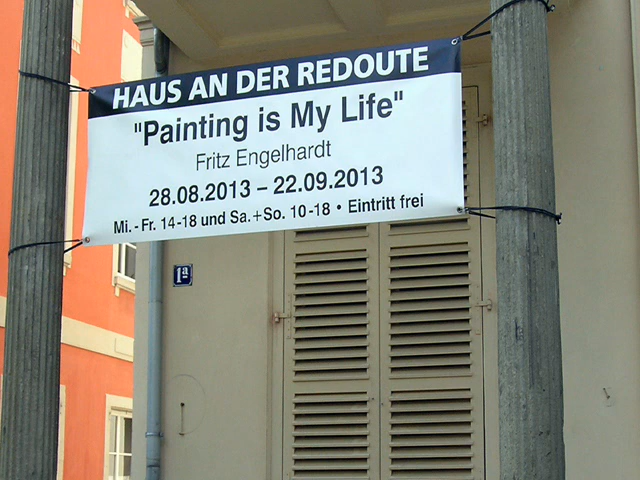 HAUS AN DER REDOUTE
"Painting is My Life"
Fritz Engelhardt
28.08.2013 – 22.09.2013
Mi. - Fr. 14-18 und Sa.+So. 10-18 • Eintritt frei
1a